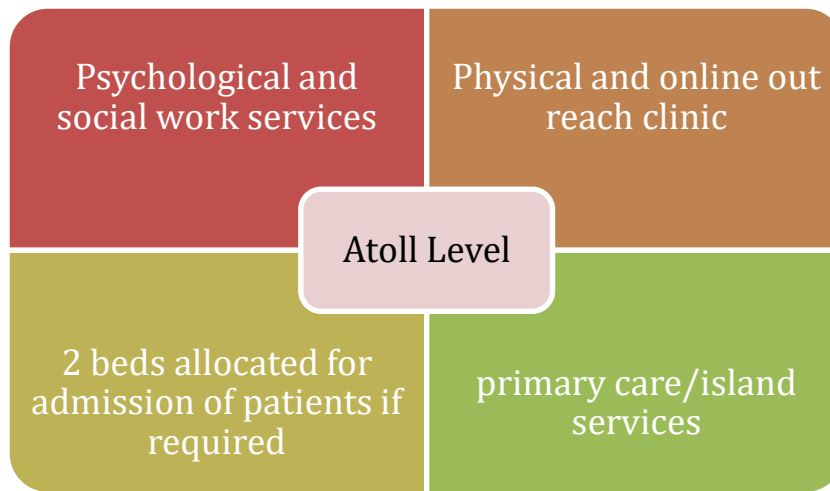 Psychological and
social work services
Physical and online out
reach clinic
Atoll Level
2 beds allocated for
admission of patients if
required
primary care/island
services